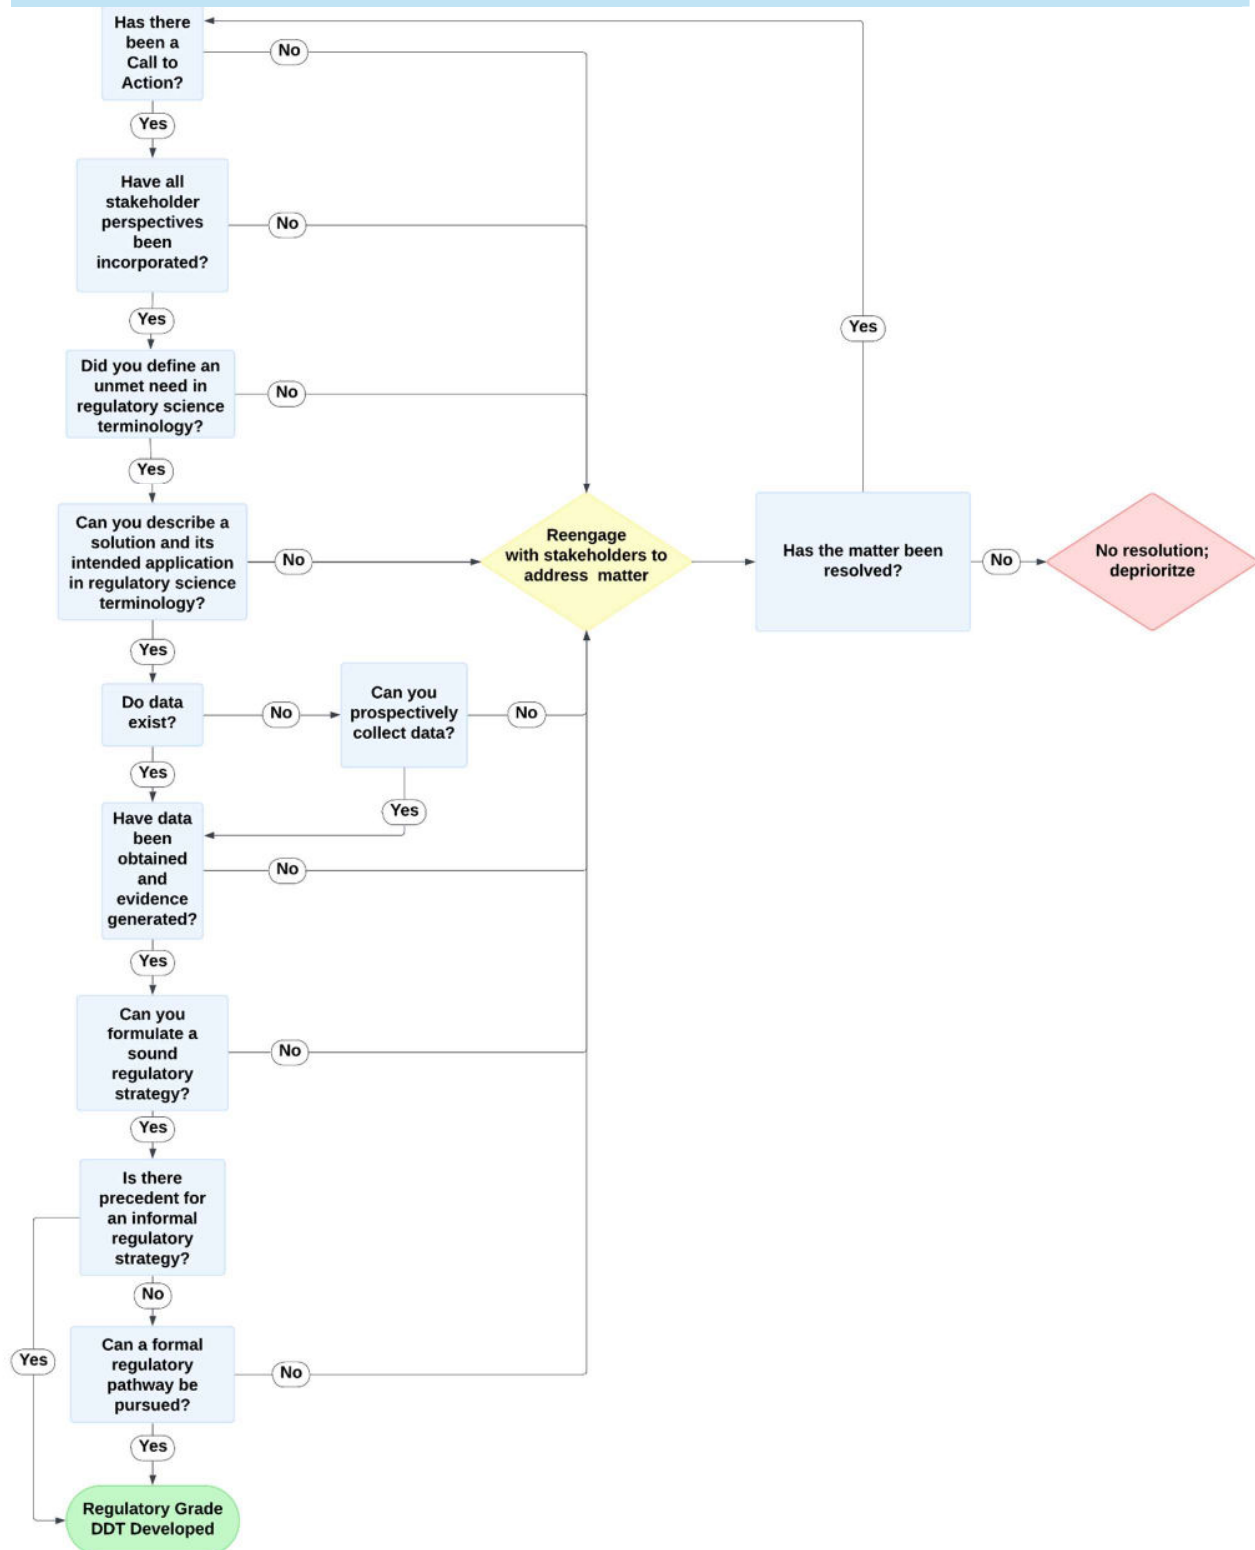 Has there
been a
Call to
Action?
No
Yes
Have all
stakeholder
perspectives
been
incorporated?
No
Yes
Yes
Did you define an
unmet need in
regulatory science
terminology?
No
Yes
Can you describe a
solution and its
intended application
in regulatory science
terminology?
No
Reengage
with stakeholders to
address matter
Has the matter been
resolved?
No
No resolution;
deprioritze
Yes
Do data
exist?
No
Can you
prospectively
collect data?
No
Yes
Yes
Have data
been
obtained
and
evidence
generated?
No
Yes
Can you
formulate a
sound
regulatory
strategy?
No
Yes
Is there
precedent for
an informal
regulatory
strategy?
No
Yes
Can a formal
regulatory
pathway be
pursued?
No
Yes
Regulatory Grade
DDT Developed